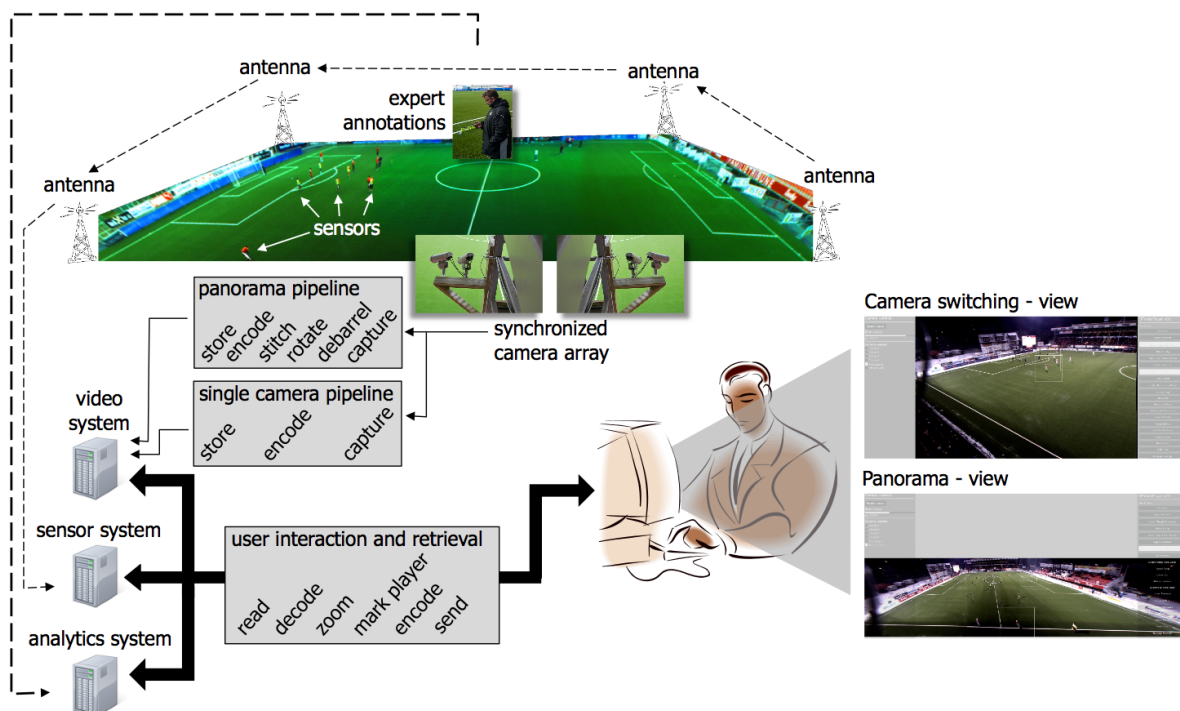 antenna
antenna
expert
annotations
antenna
antenna
sensors
panorama pipeline
store
encode
stitch
rotate
debarrel
capture
synchronized
camera array
single camera pipeline
store
encode
capture
video
system
sensor system
analytics system
user interaction and retrieval
read
decode
zoom
mark player
encode
send
Camera switching - view
Panorama - view